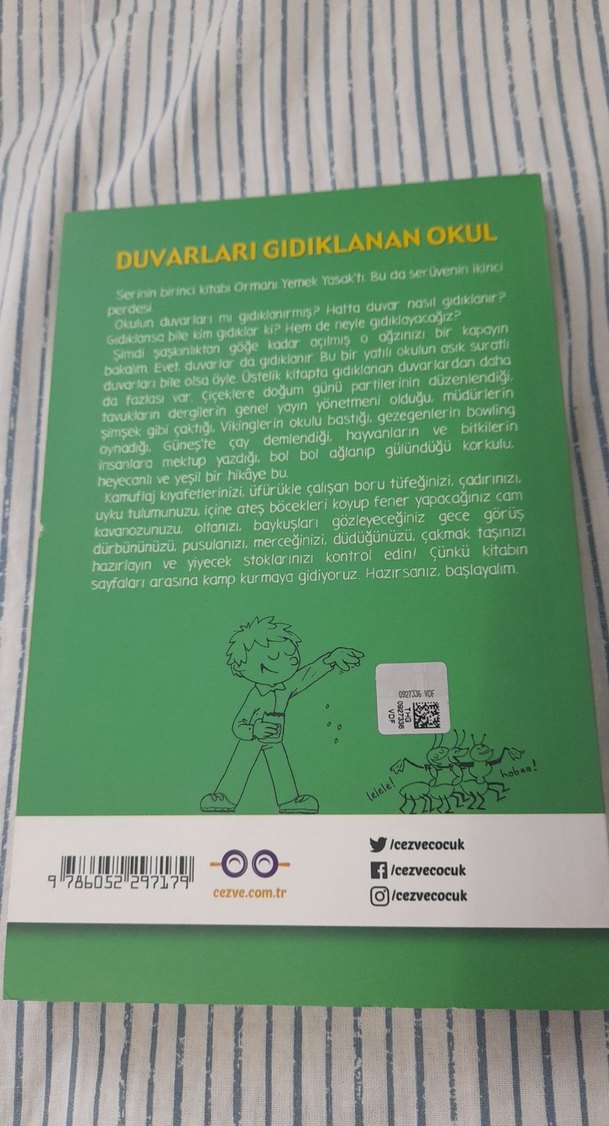 DUVARLARI GIDIKLANAN OKUL
Serinin birinci kitabı Ormanı Yemek Yasak'tı. Bu da serüvenin ikinci
perdesi.
Okulun duvarları mı gıdıklanırmış? Hatta duvar nasıl gıdıklanır?
Gıdıklansa bile kim gıdıklar ki? Hem de neyle gıdıklayacağız?
Şimdi şaşkınlıktan göğe kadar açılmış o ağzınızı bir kapayın
bakalım. Evet, duvarlar da gıdıklanır. Bu bir yatılı okulun asık suratlı
duvarları bile olsa öyle. Üstelik kitapta gıdıklanan duvarlardan daha
da fazlası var. Çiçeklere doğum günü partilerinin düzenlendiği,
tavukların dergilerin genel yayın yönetmeni olduğu, müdürlerin
şimşek gibi çaktığı, Vikinglerin okulu bastığı, gezegenlerin bowling
oynadığı, Güneş'te çay demlendiği, hayvanların ve bitkilerin
insanlara mektup yazdığı, bol bol ağlanıp gülündüğü korkulu,
heyecanlı ve yeşil bir hikâye bu.
Kamuflaj kıyafetlerinizi, üfürükle çalışan boru tüfeğinizi, çadırınızı,
uyku tulumunuzu, içine ateş böcekleri koyup fener yapacağınız cam
kavanozunuzu, oltanızı, baykuşları gözleyeceğiniz gece görüş
dürbününüzü, pusulanızı, merceğinizi, düdüğünüzü, çakmak taşınızı
hazırlayın ve yiyecek stoklarınızı kontrol edin! Çünkü kitabın
sayfaları arasına kamp kurmaya gidiyoruz. Hazırsanız, başlayalım.
0927336 VDF
THG
0927336
VDF
lelele!
hobaa!
9 786052 297179
cezve.com.tr
/cezvecocuk
/cezvecocuk
/cezvecocuk